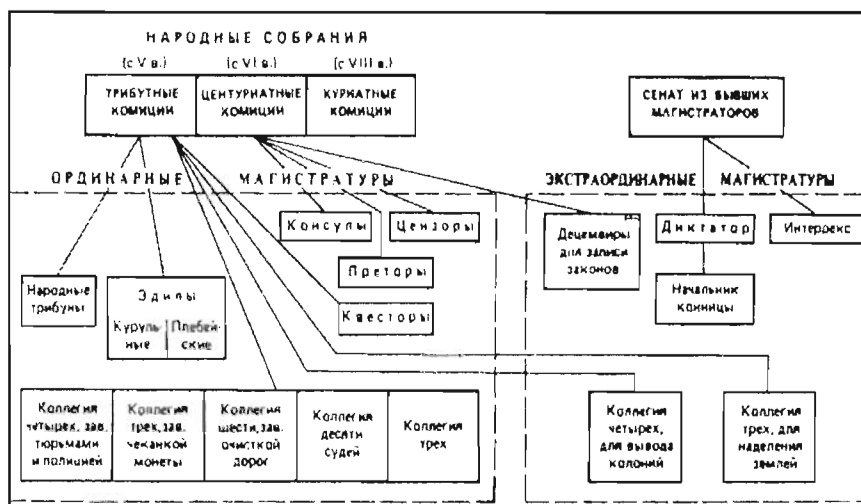 НАРОДНЫЕ СОБРАНИЯ
(с V в.) (с VI в.) (с VIII в.)
ТРИБУТНЫЕ
КОМИЦИИ
ЦЕНТУРИАТНЫЕ
КОМИЦИИ
КУРИАТНЫЕ
КОМИЦИИ
СЕНАТ ИЗ БЫВШИХ
МАГИСТРАТОРОВ
ОРДИНАРНЫЕ МАГИСТРАТУРЫ
ЭКСТРАОРДИНАРНЫЕ МАГИСТРАТУРЫ
Консулы
Цензоры
Преторы
Квесторы
Народные
трибуны
Эдилы
Куруль-
ные
Плебей-
ские
Децемвиры
для записи
законов
Диктатор
Интеррекс
Начальник
конницы
Коллегия
четырех, зав.
тюрьмами
и полицией
Коллегия
трех, зав.
чеканкой
монеты
Коллегия
шести, зав.
очисткой
дорог
Коллегия
десяти
судей
Коллегия
трех
Коллегия
четырех,
для вывода
колоний
Коллегия
трех, для
наделения
землей